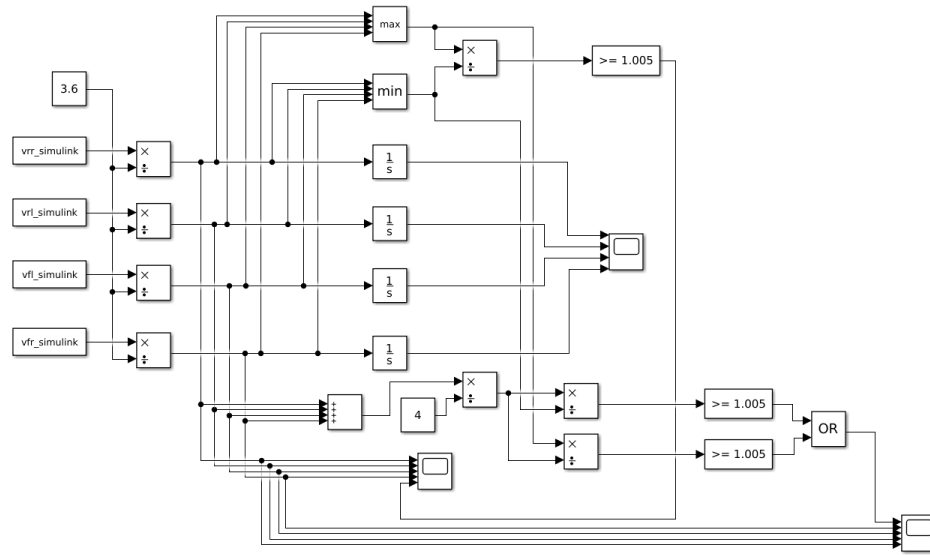 max
×
÷
>= 1.005
3.6
min
vrr_simulink
×
÷
1
s
vrl_simulink
×
÷
1
s
vfl_simulink
×
÷
1
s
vfr_simulink
×
÷
1
s
+
+
+
+
4
×
÷
×
÷
>= 1.005
OR
×
÷
>= 1.005